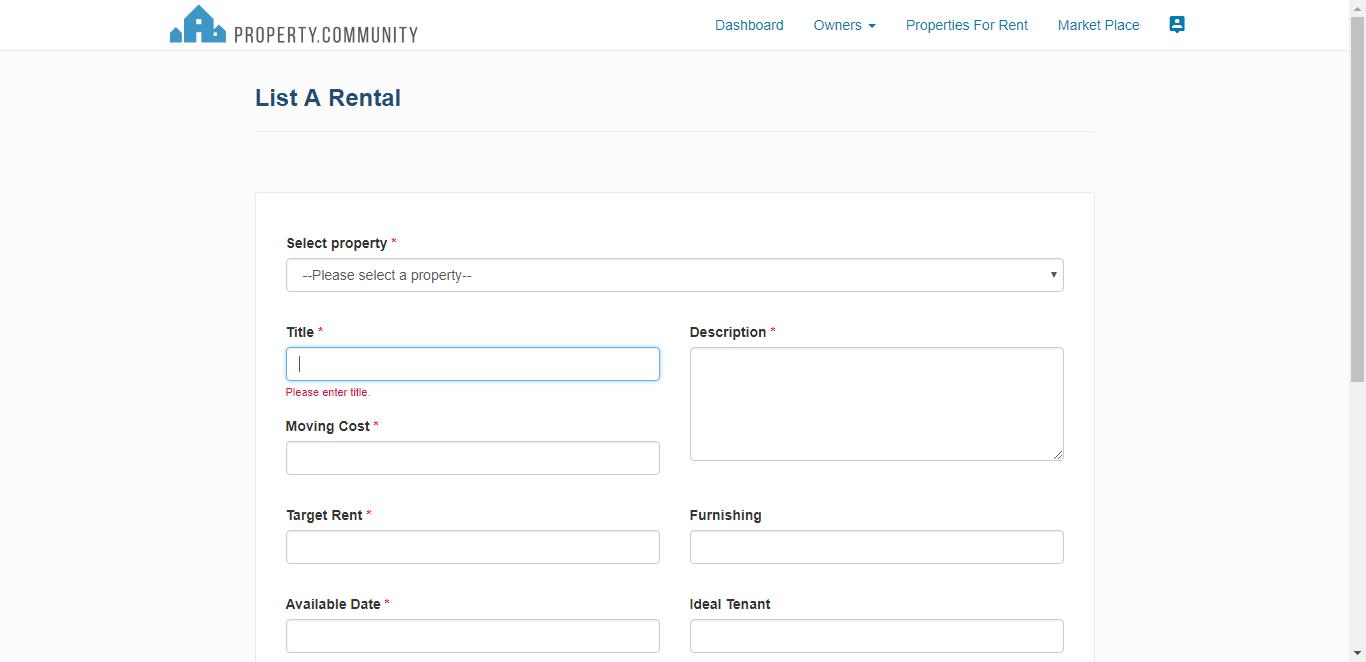 PROPERTY.COMMUNITY
Dashboard Owners Properties For Rent Market Place
List A Rental
Select property *
--Please select a property--
Title *
Please enter title.
Description *
Moving Cost *
Target Rent *
Furnishing
Available Date *
Ideal Tenant